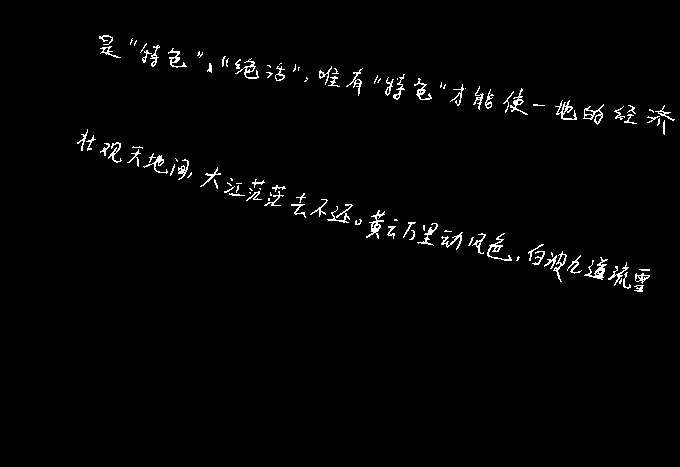 是“特色”、“绝活”，唯有“特色”才能使一地的经济
壮观天地间，大江茫茫去不还。黄云万里动风色，白波九道流雪